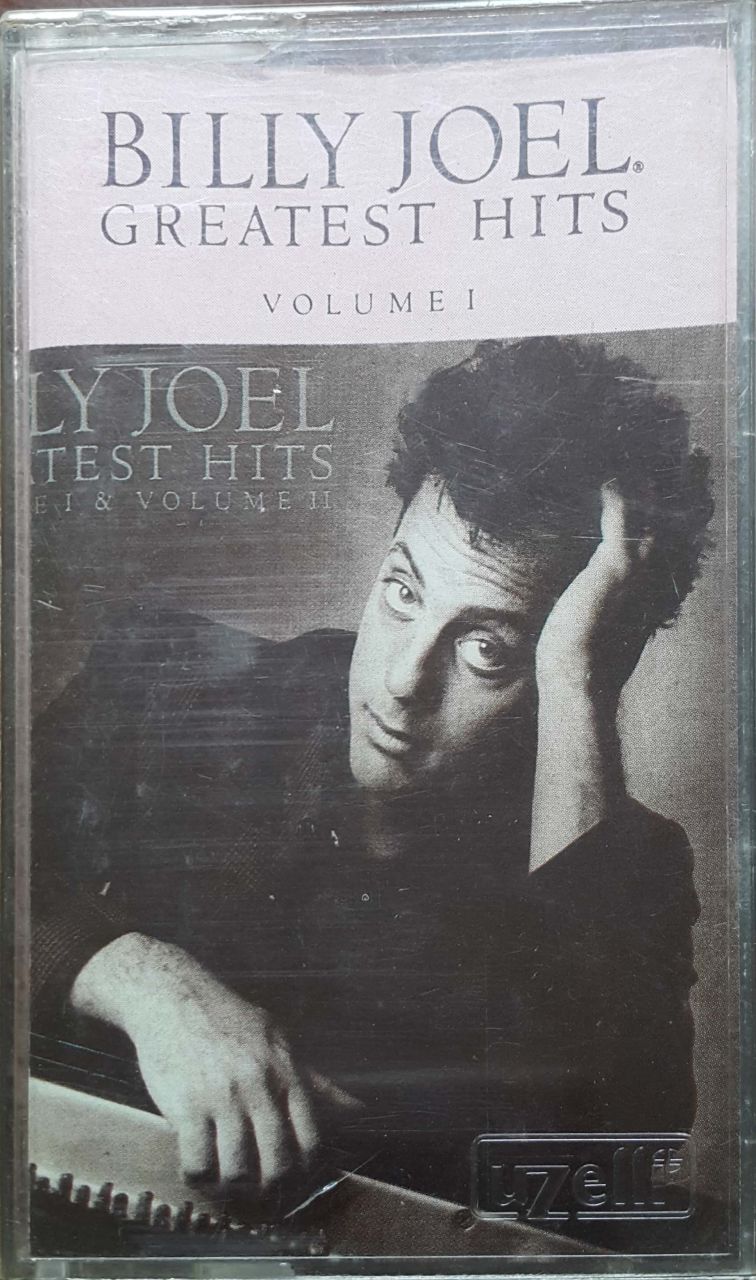 BILLY JOEL®
GREATEST HITS
VOLUME I
LY JOEL
TEST HITS
E I & VOLUME II
uzelli